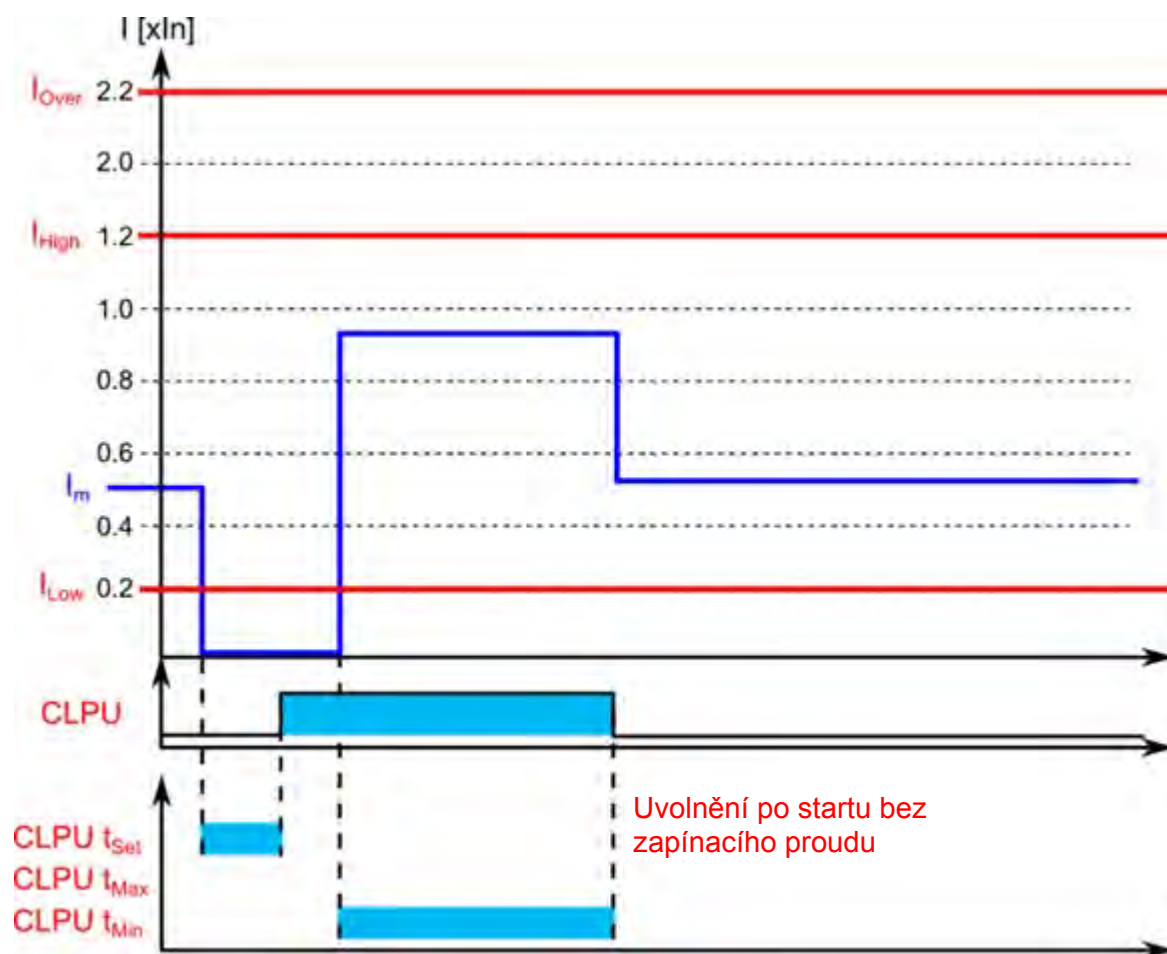 I [xIn]
I_Over 2.2
2.0
I_High 1.2
1.0
0.8
0.6
I_m
0.4
I_Low 0.2
CLPU
Uvolnění po startu bez
zapínacího proudu
CLPU t_Set
CLPU t_Max
CLPU t_Min